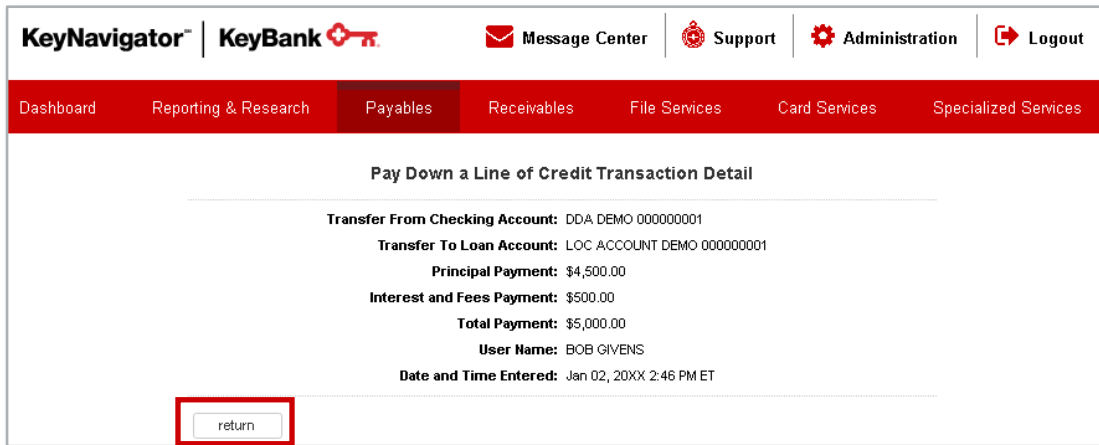 KeyNavigator℠ KeyBank Message Center Support Administration Logout
Dashboard Reporting & Research Payables Receivables File Services Card Services Specialized Services
Pay Down a Line of Credit Transaction Detail
Transfer From Checking Account: DDA DEMO 000000001
Transfer To Loan Account: LOC ACCOUNT DEMO 000000001
Principal Payment: $4,500.00
Interest and Fees Payment: $500.00
Total Payment: $5,000.00
User Name: BOB GIVENS
Date and Time Entered: Jan 02, 20XX 2:46 PM ET
return